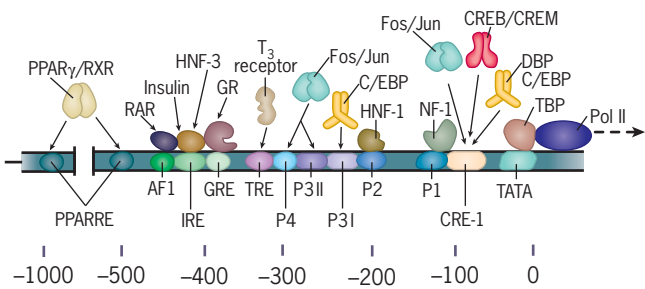 Fos/Jun
CREB/CREM
PPARγ/RXR
HNF-3
Insulin
GR
RAR
T3
receptor
Fos/Jun
C/EBP
HNF-1
NF-1
DBP
C/EBP
TBP
Pol II
AF1
GRE
TRE
P3II
P2
P1
TATA
PPARRE
IRE
P4
P3I
CRE-1
–1000
–500
–400
–300
–200
–100
0